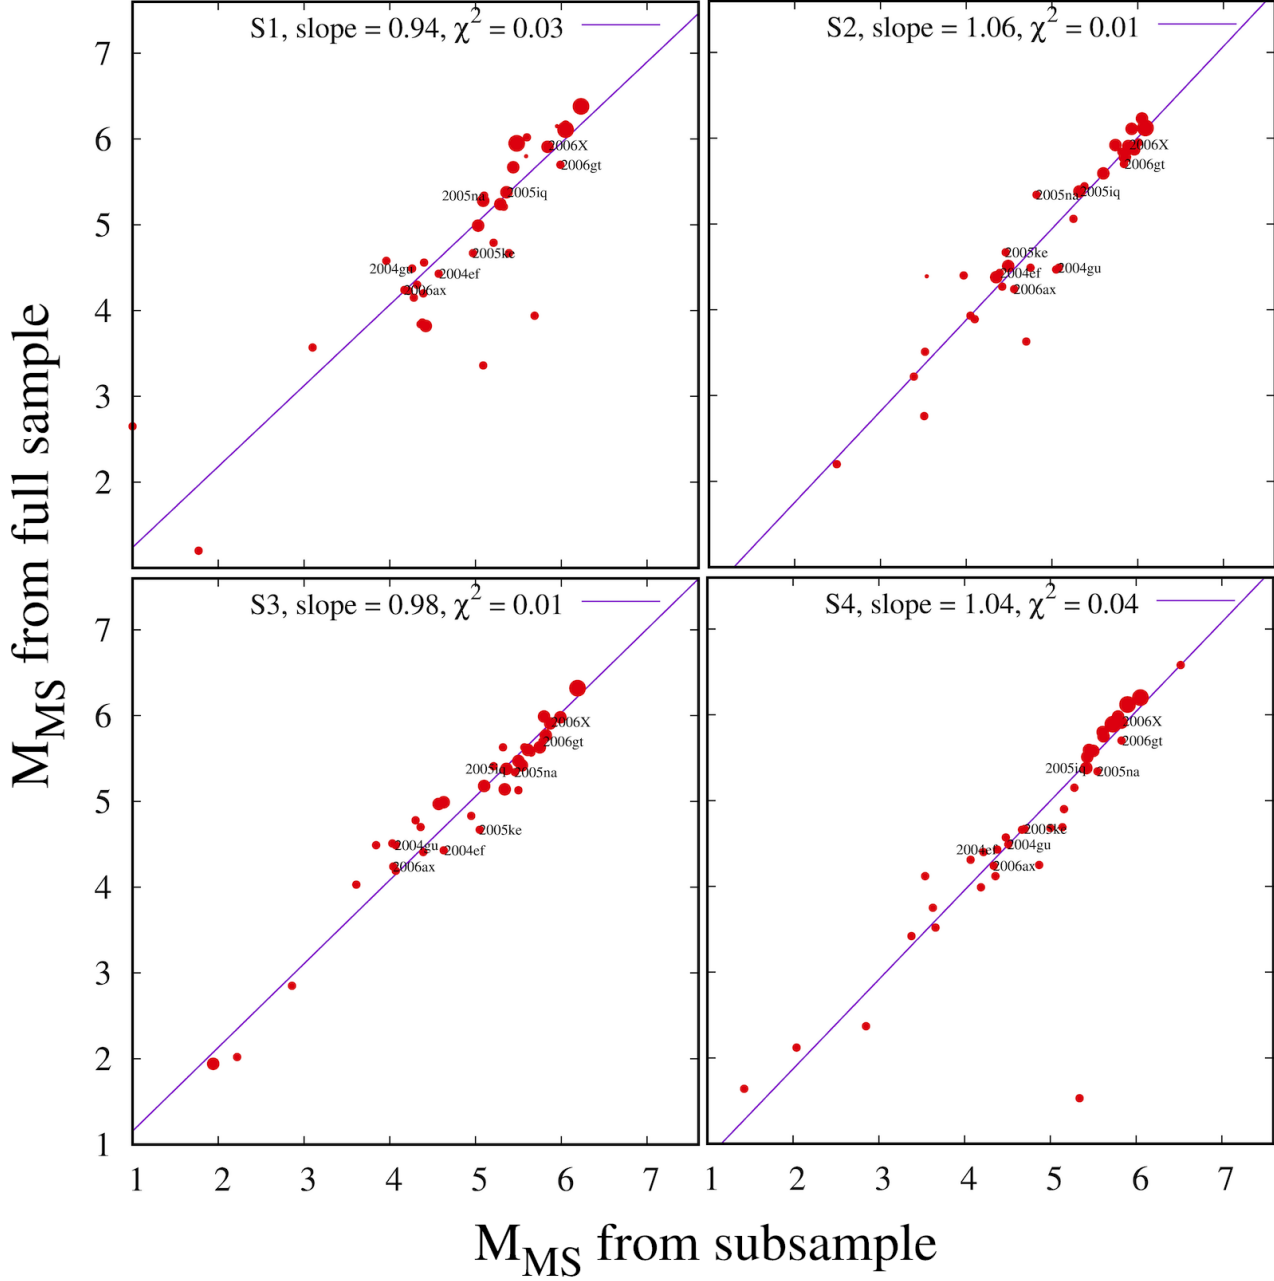 S1, slope = 0.94, χ² = 0.03
7
6
5
4
3
2
2006X
2006gt
2005na
2005iq
2005ke
2004gu
2004ef
2006ax
S2, slope = 1.06, χ² = 0.01
2006X
2006gt
2005na
2005iq
2005ke
2004gu
2004ef
2006ax
M_MS from full sample
S3, slope = 0.98, χ² = 0.01
7
6
5
4
3
2
1
2006X
2006gt
2005iq
2005na
2005ke
2004gu
2004ef
2006ax
1 2 3 4 5 6 7
S4, slope = 1.04, χ² = 0.04
2006X
2006gt
2005iq
2005na
2005ke
2004ef
2004gu
2006ax
1 2 3 4 5 6 7
M_MS from subsample